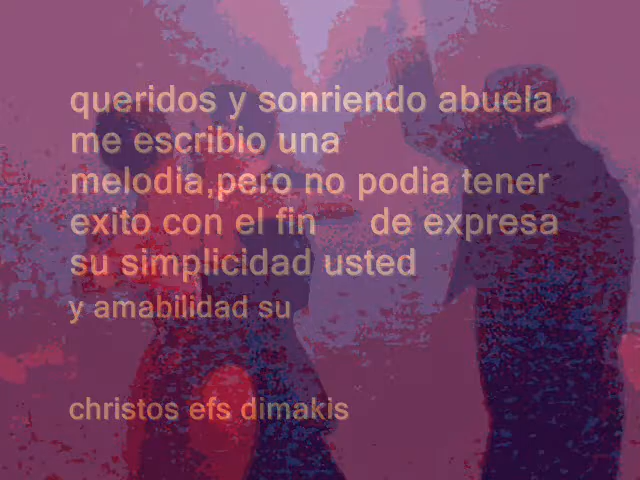 queridos y sonriendo abuela
me escribio una
melodia,pero no podia tener
exito con el fin de expresa
su simplicidad usted
y amabilidad su
christos efs dimakis